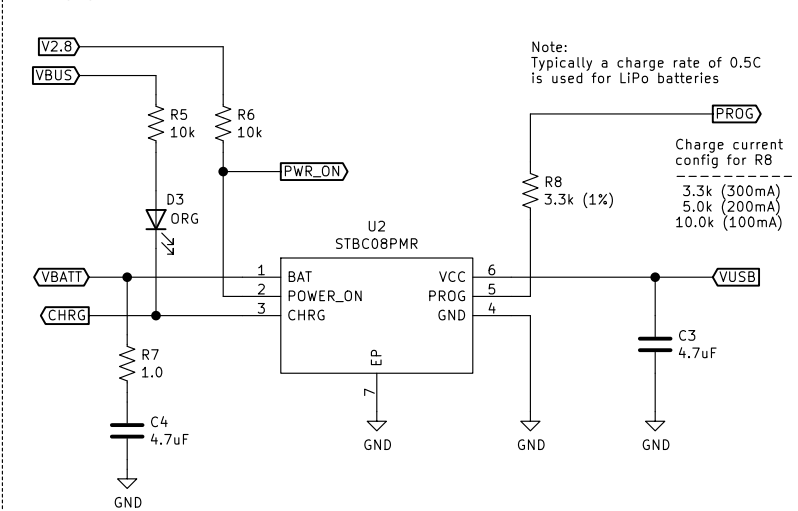 V2.8
VBUS
Note:
Typically a charge rate of 0.5C
is used for LiPo batteries
R5
10k
R6
10k
PWR_ON
PROG
Charge current
config for R8
---------------
3.3k (300mA)
5.0k (200mA)
10.0k (100mA)
R8
3.3k (1%)
D3
ORG
U2
STBC08PMR
VBATT
CHRG
1
2
3
BAT
POWER_ON
CHRG
VCC
PROG
GND
EP
6
5
4
7
VUSB
C3
4.7uF
R7
1.0
C4
4.7uF
GND
GND
GND
GND